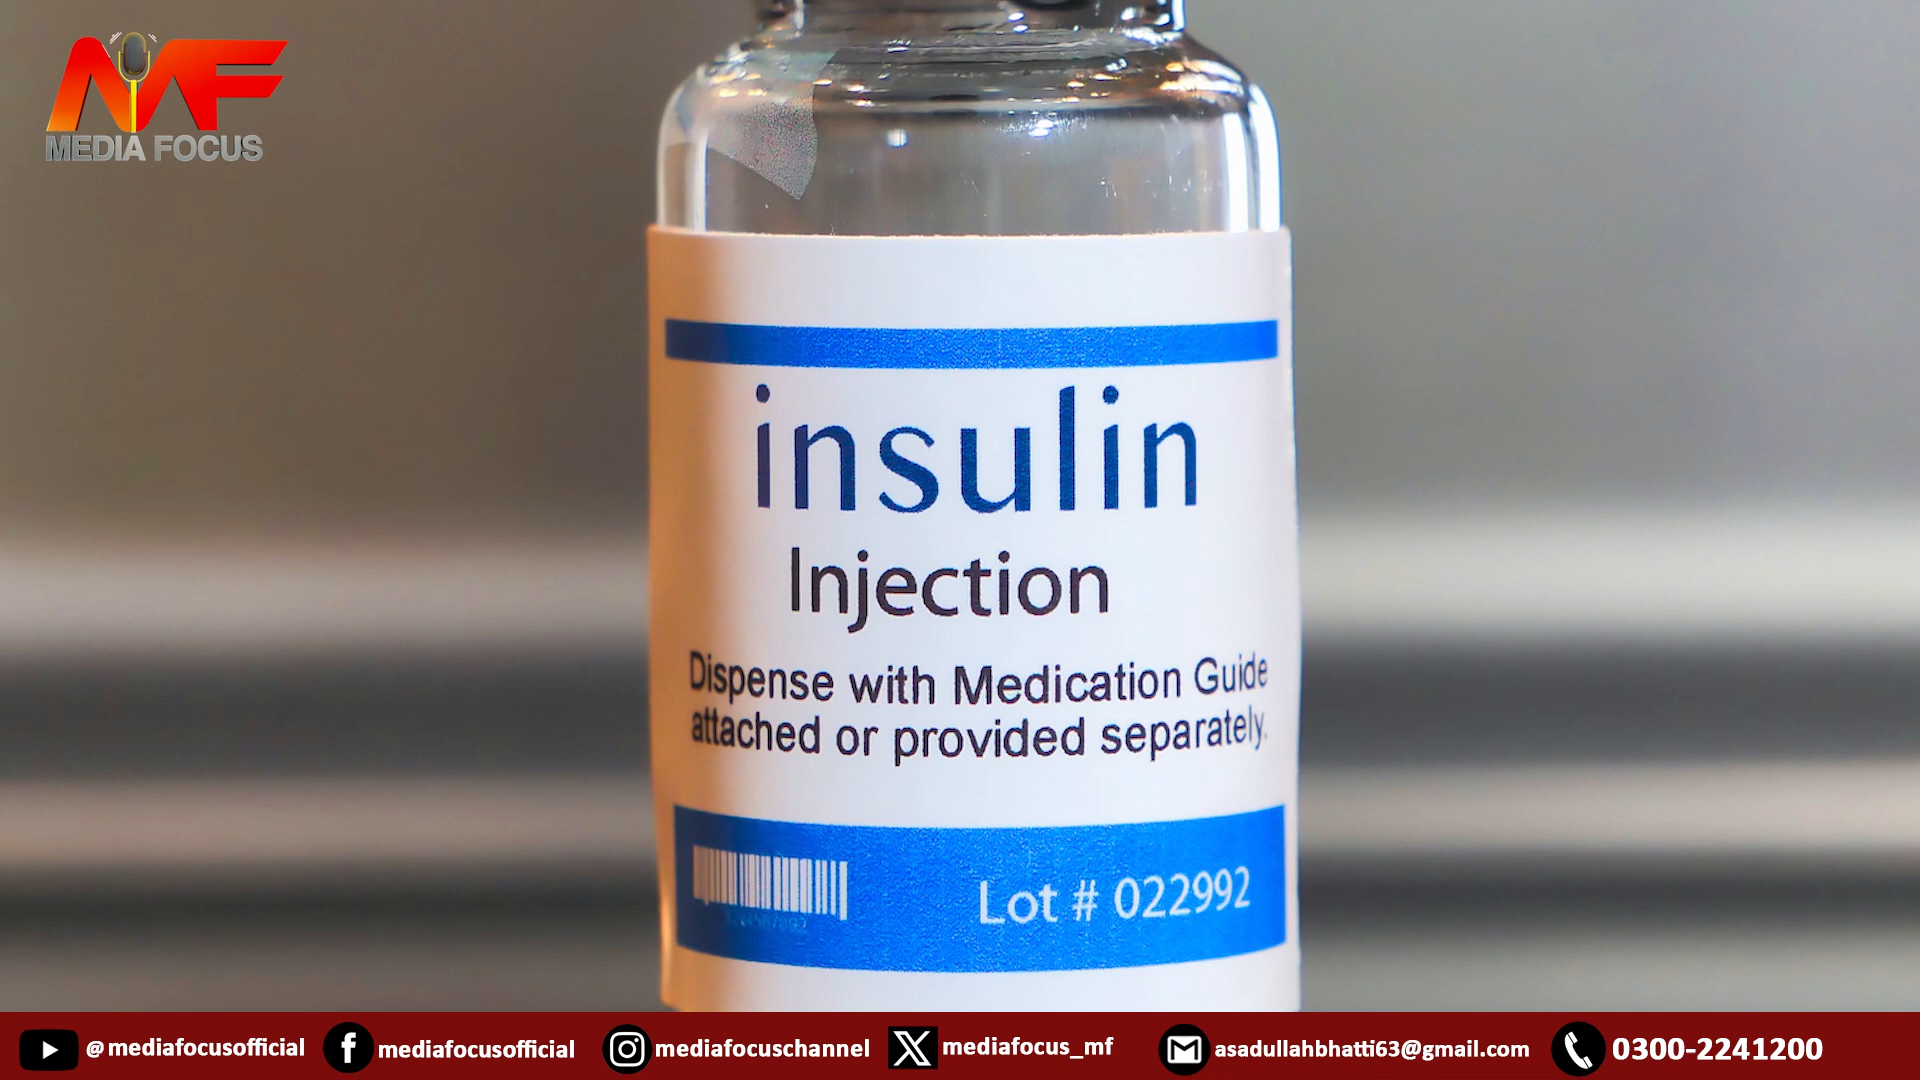 MF
MEDIA FOCUS
insulin
Injection
Dispense with Medication Guide
attached or provided separately.
Lot # 022992
@mediafocusofficial
mediafocusofficial
mediafocuschannel
mediafocus_mf
asadullahbhatti63@gmail.com
0300-2241200